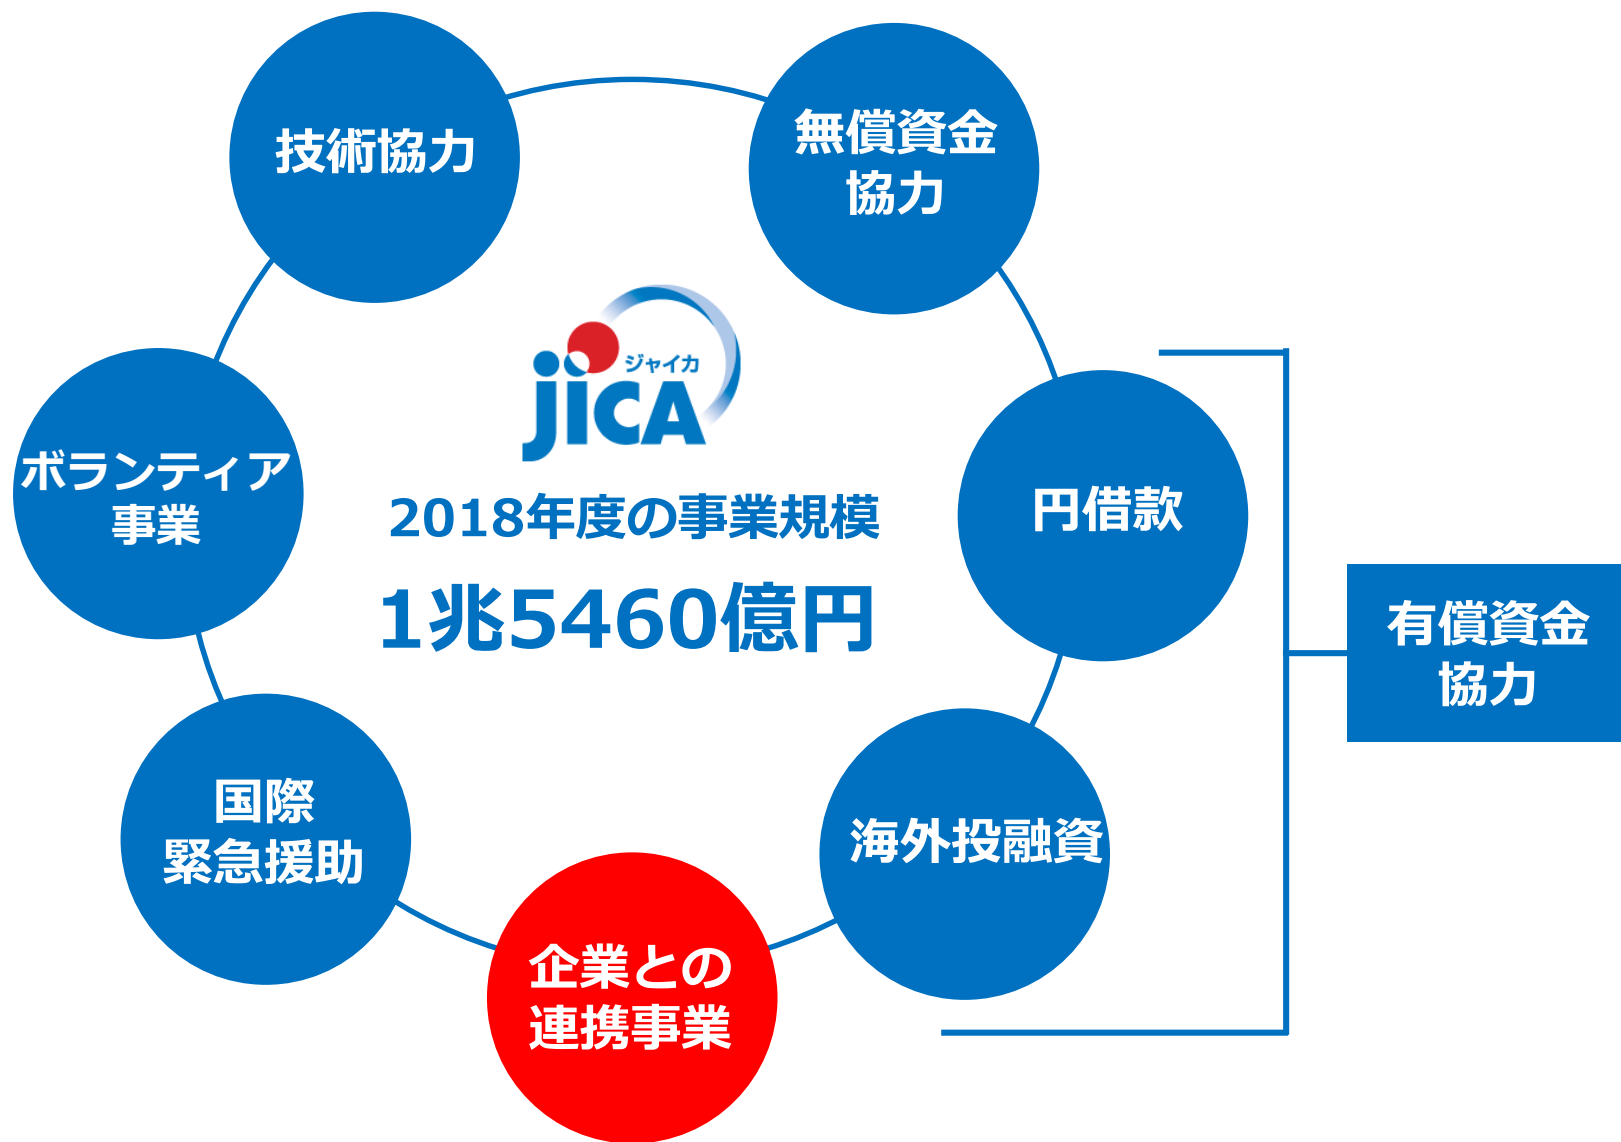 技術協力
無償資金
協力
ジャイカ
jICA
ボランティア
事業
2018年度の事業規模
1兆5460億円
円借款
有償資金
協力
国際
緊急援助
海外投融資
企業との
連携事業